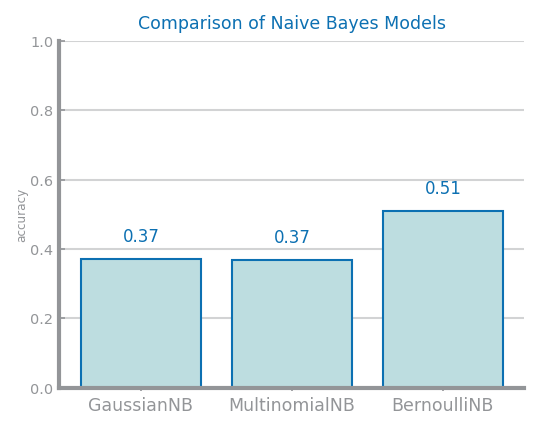 Comparison of Naive Bayes Models
1.0
0.8
0.6
0.4
0.2
0.0
accuracy
0.37
0.37
0.51
GaussianNB
MultinomialNB
BernoulliNB